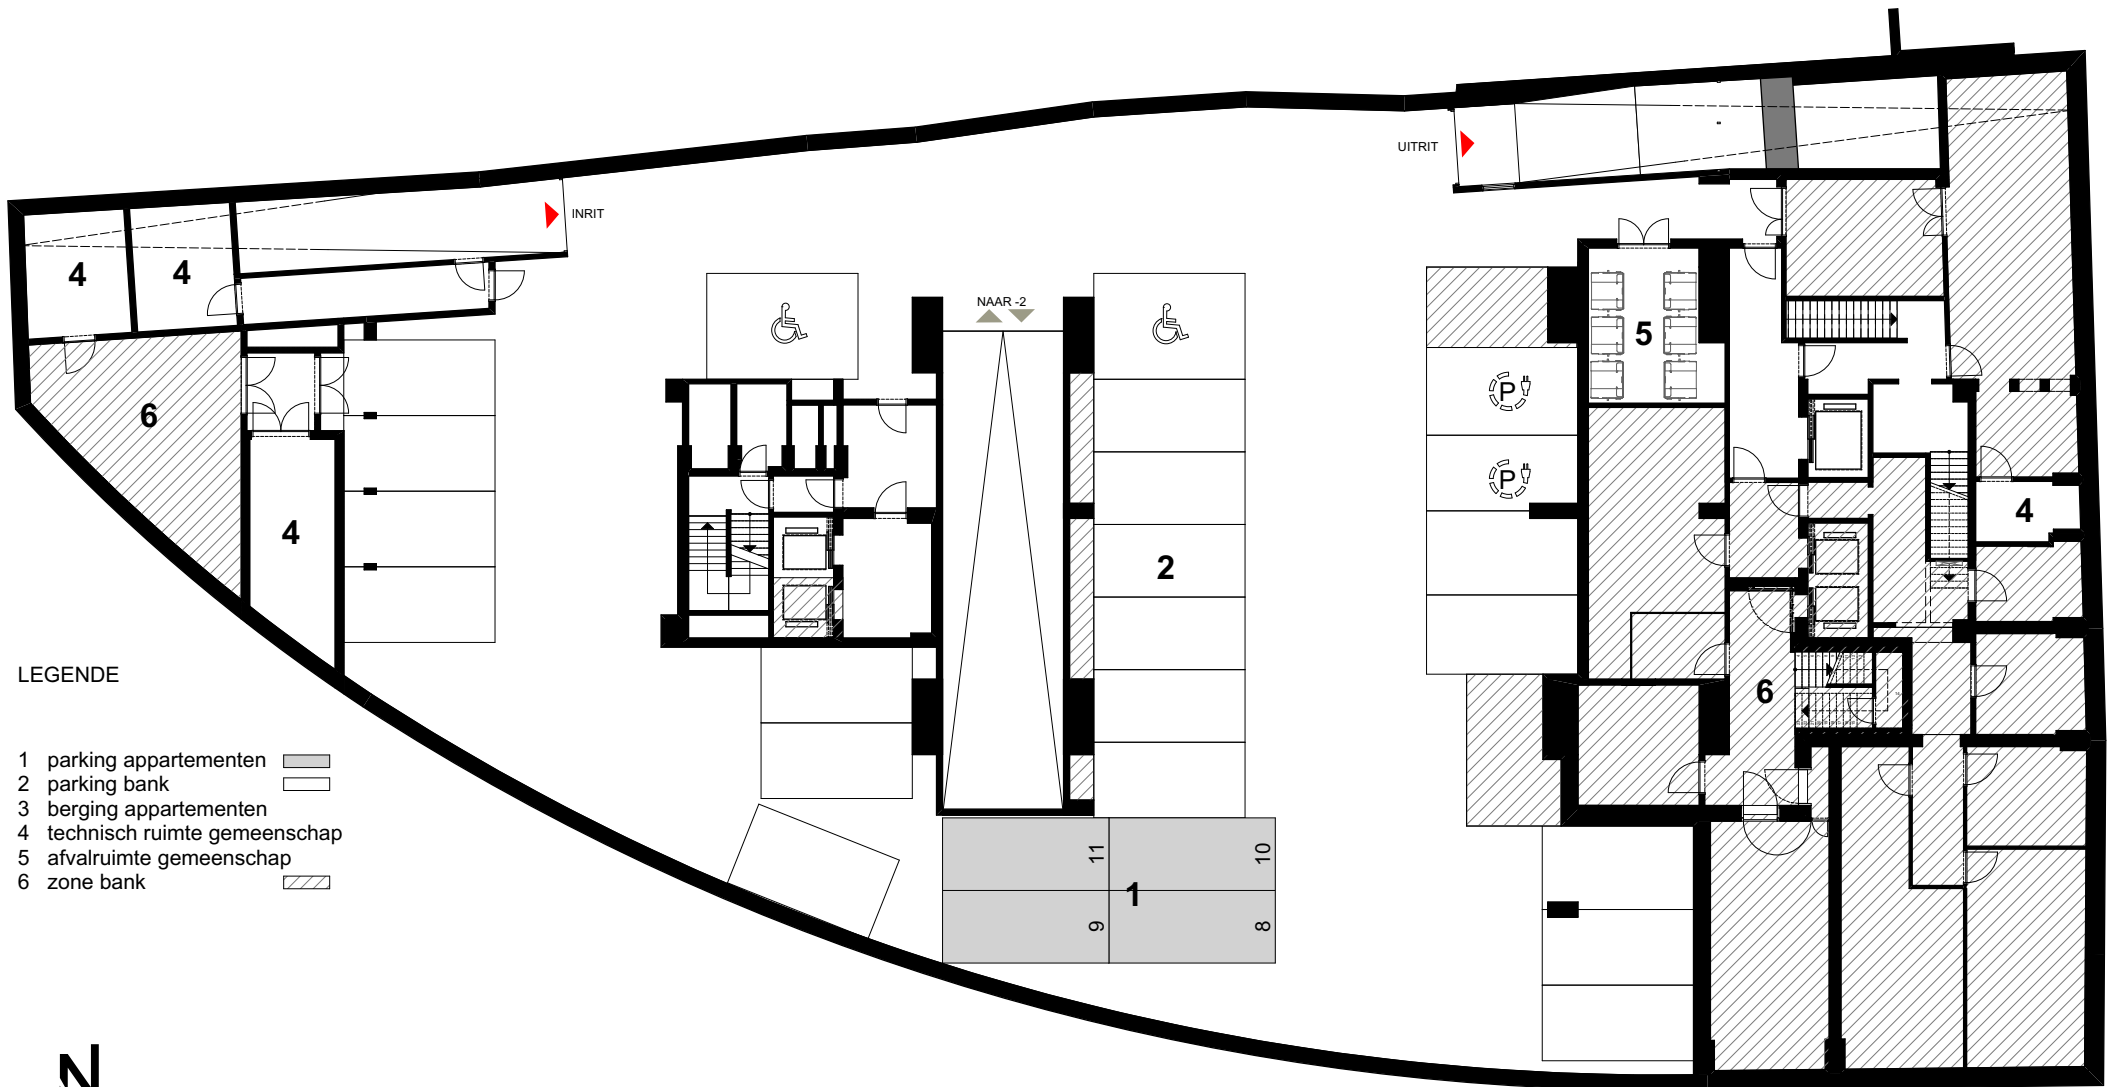 UITRIT
INRIT
4
4
NAAR -2
5
P
6
P
4
4
2
6
LEGENDE
1 parking appartementen
2 parking bank
3 berging appartementen
4 technisch ruimte gemeenschap
5 afvalruimte gemeenschap
6 zone bank
11
10
1
9
8
N